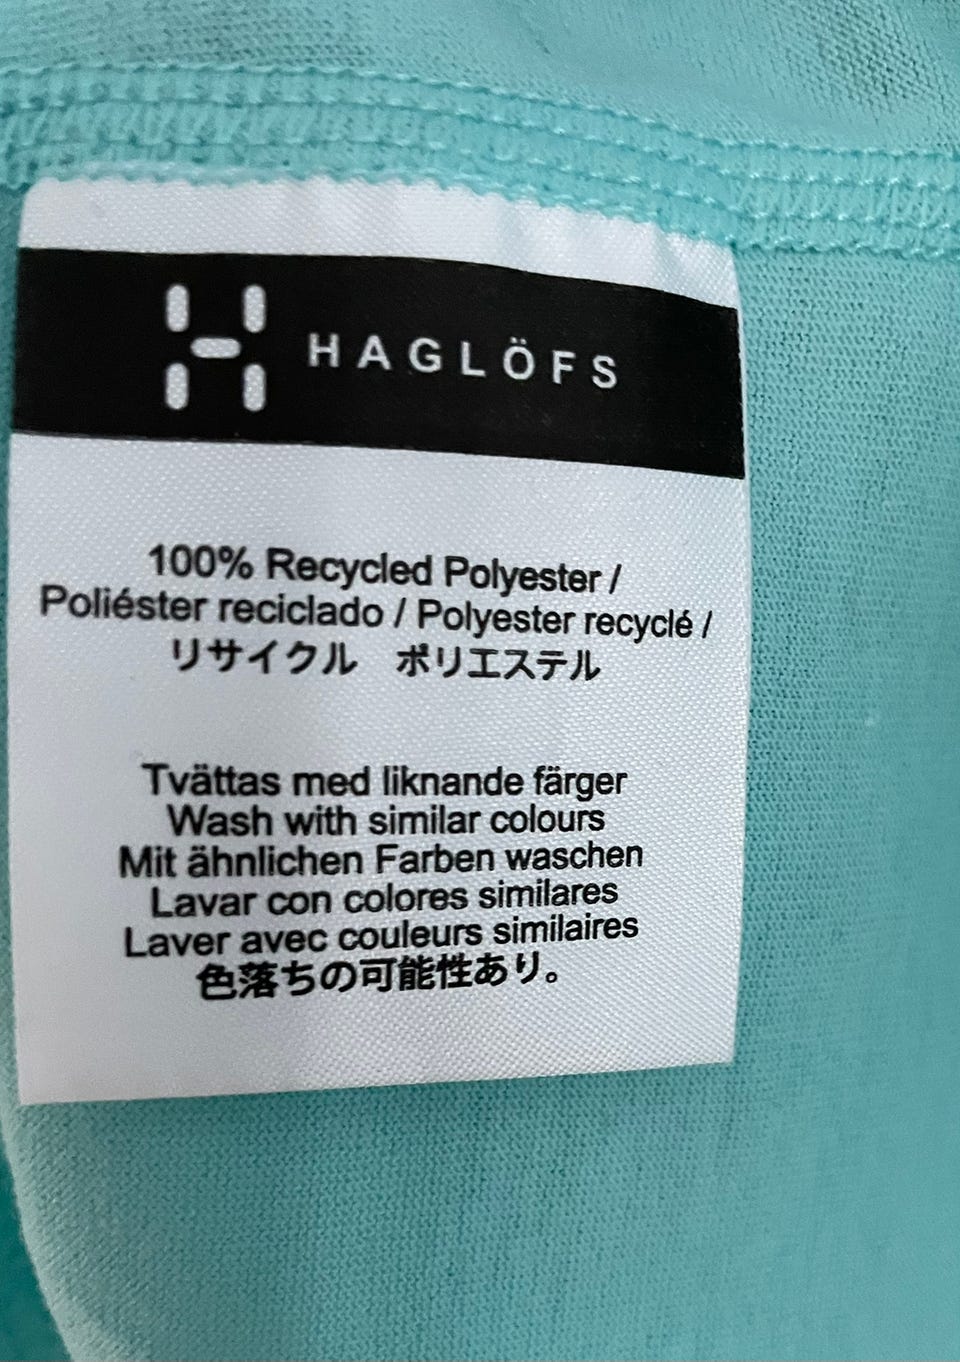 HAGLÖFS
100% Recycled Polyester /
Poliéster reciclado / Polyester recyclé /
リサイクル　ポリエステル
Tvättas med liknande färger
Wash with similar colours
Mit ähnlichen Farben waschen
Lavar con colores similares
Laver avec couleurs similaires
色落ちの可能性あり。